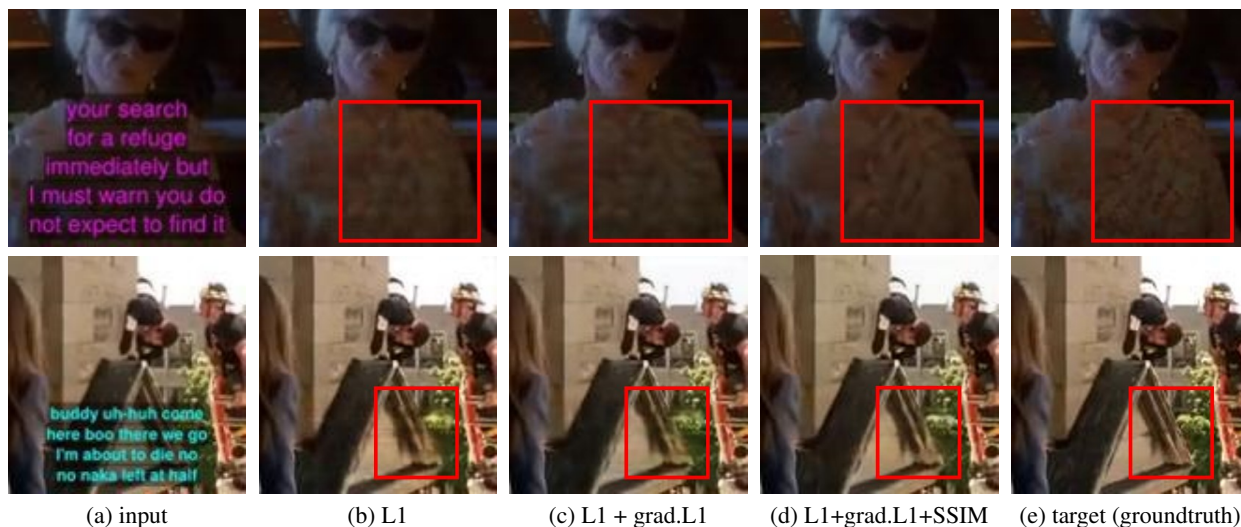 your search
for a refuge
immediately but
I must warn you do
not expect to find it
buddy uh-huh come
here boo there we go
I'm about to die no
no naka left at half
(a) input
(b) L1
(c) L1 + grad.L1
(d) L1+grad.L1+SSIM
(e) target (groundtruth)